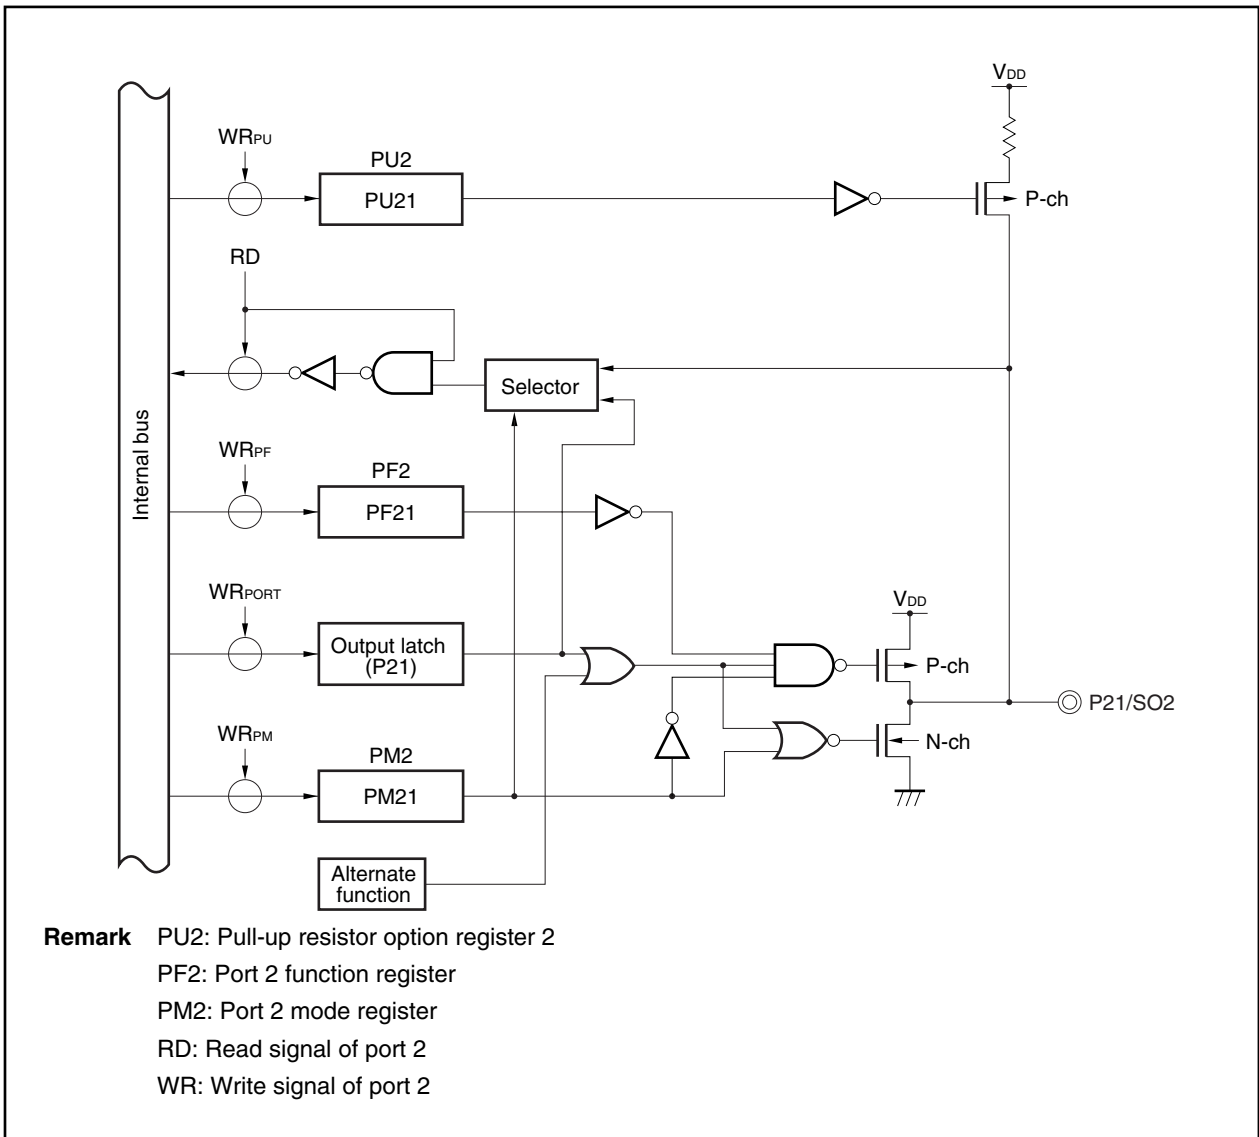 VDD
WRPU
PU2
PU21
P-ch
RD
Selector
Internal bus
WRPF
PF2
PF21
WRPORT
Output latch
(P21)
VDD
P-ch
P21/SO2
WRPM
PM2
PM21
N-ch
Alternate
function
Remark PU2: Pull-up resistor option register 2
PF2: Port 2 function register
PM2: Port 2 mode register
RD: Read signal of port 2
WR: Write signal of port 2